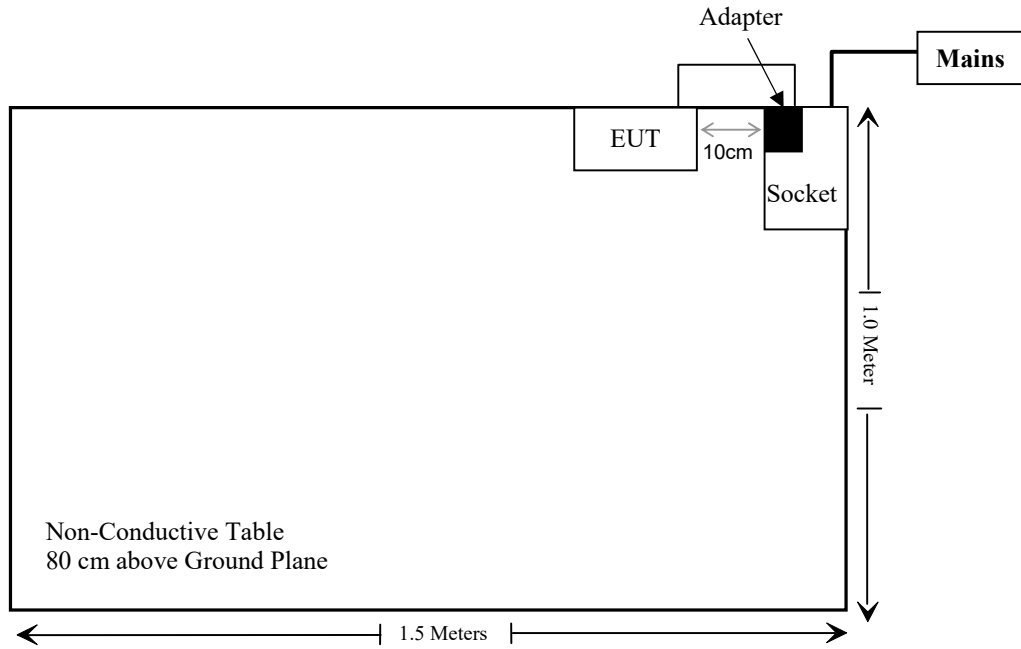 Adapter
Mains
EUT
10cm
Socket
1.0 Meter
Non-Conductive Table
80 cm above Ground Plane
1.5 Meters